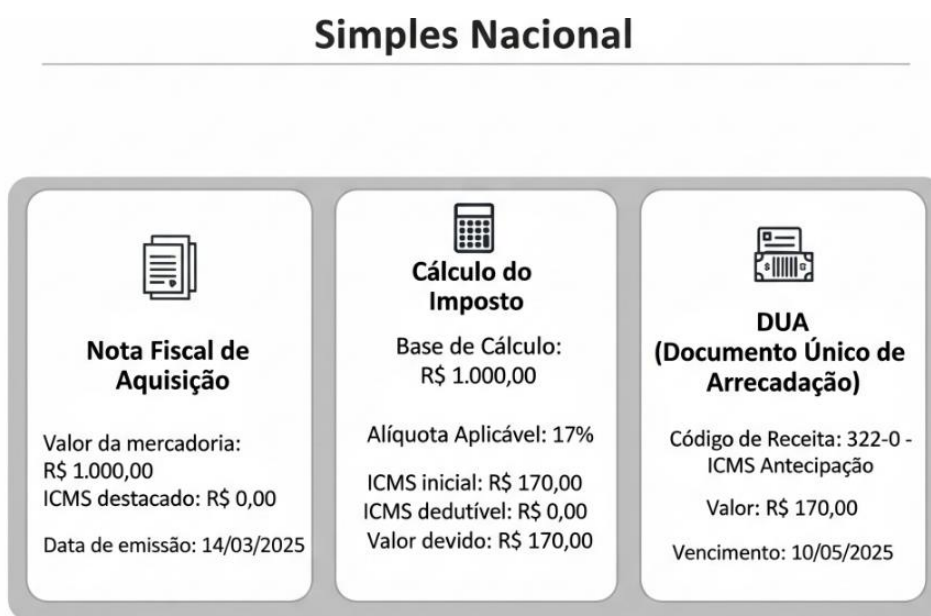 Simples Nacional
Nota Fiscal de
Aquisição
Valor da mercadoria:
R$ 1.000,00
ICMS destacado: R$ 0,00
Data de emissão: 14/03/2025
Cálculo do
Imposto
Base de Cálculo:
R$ 1.000,00
Alíquota Aplicável: 17%
ICMS inicial: R$ 170,00
ICMS dedutível: R$ 0,00
Valor devido: R$ 170,00
DUA
(Documento Único de
Arrecadação)
Código de Receita: 322-0 -
ICMS Antecipação
Valor: R$ 170,00
Vencimento: 10/05/2025